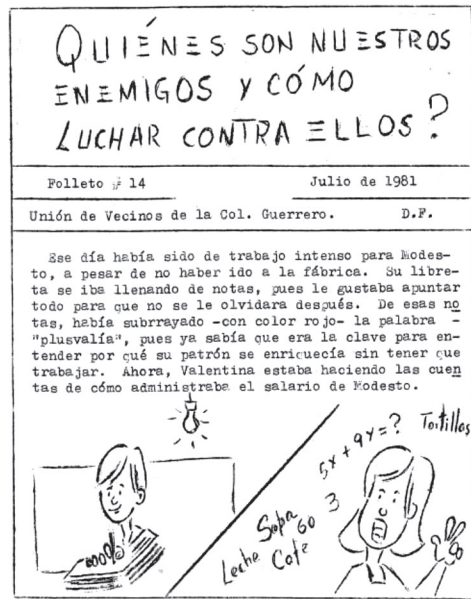 QUIÉNES SON NUESTROS
ENEMIGOS Y CÓMO
LUCHAR CONTRA ELLOS?
Folleto # 14 Julio de 1981
Unión de Vecinos de la Col. Guerrero. D.F.
Ese día había sido de trabajo intenso para Modes-
to, a pesar de no haber ido a la fábrica. Su libre-
ta se iba llenando de notas, pues le gustaba apuntar
todo para que no se le olvidara después. De esas no
tas, había subrrayado -con color rojo- la palabra -
"plusvalía", pues ya sabía que era la clave para en-
tender por qué su patrón se enriquecía sin tener que
trabajar. Ahora, Valentina estaba haciendo las cuen
tas de cómo administraba el salario de Modesto.
5x + 9x = ? Tortillas
3
Sopa 60
Leche Café